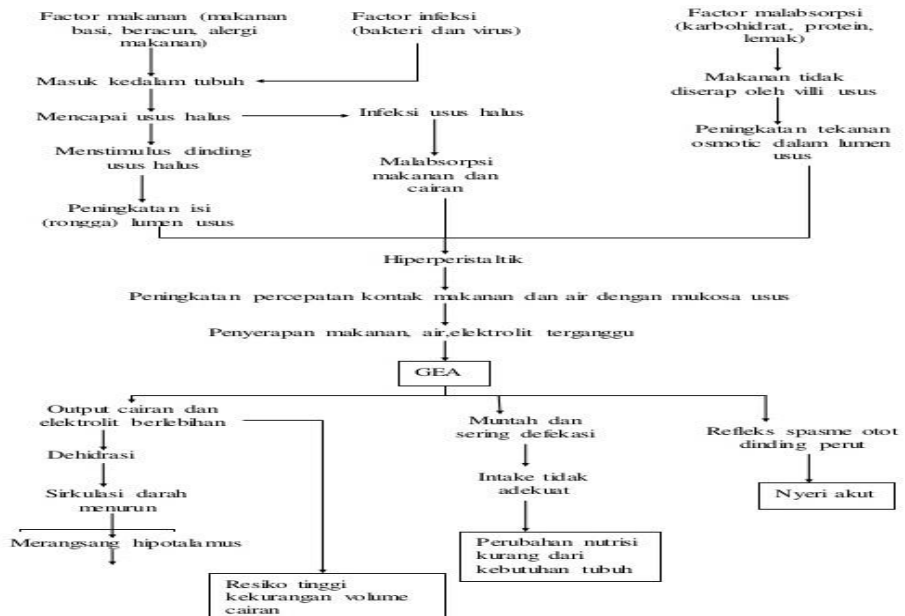 Factor makanan (makanan
basi, beracun, alergi
makanan)
Factor infeksi
(bakteri dan virus)
Factor malabsorpsi
(karbohidrat, protein,
lemak)
Masuk kedalam tubuh
Makanan tidak
diserap oleh villi usus
Mencapai usus halus
Infeksi usus halus
Menstimulus dinding
usus halus
Malabsorpsi
makanan dan
cairan
Peningkatan tekanan
osmotic dalam lumen
usus
Peningkatan isi
(rongga) lumen usus
Hiperperistaltik
Peningkatan percepatan kontak makanan dan air dengan mukosa usus
Penyerapan makanan, air,elektrolit terganggu
GEA
Output cairan dan
elektrolit berlebihan
Muntah dan
sering defekasi
Refleks spasme otot
dinding perut
Dehidrasi
Intake tidak
adekuat
Nyeri akut
Sirkulasi darah
menurun
Merangsang hipotalamus
Perubahan nutrisi
kurang dari
kebutuhan tubuh
Resiko tinggi
kekurangan volume
cairan